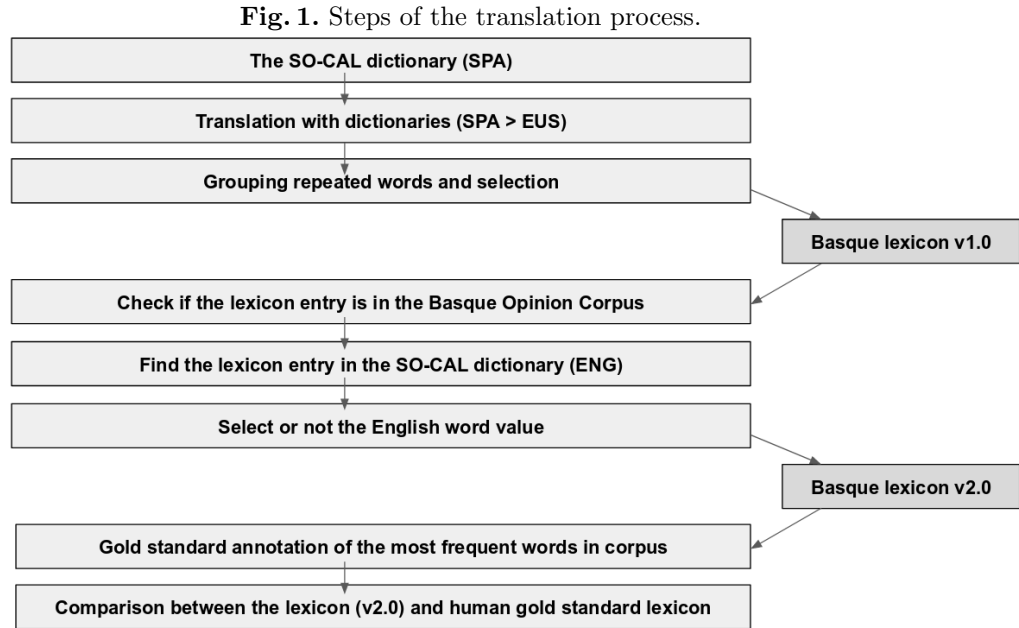 Fig. 1. Steps of the translation process.
The SO-CAL dictionary (SPA)
Translation with dictionaries (SPA > EUS)
Grouping repeated words and selection
Basque lexicon v1.0
Check if the lexicon entry is in the Basque Opinion Corpus
Find the lexicon entry in the SO-CAL dictionary (ENG)
Select or not the English word value
Basque lexicon v2.0
Gold standard annotation of the most frequent words in corpus
Comparison between the lexicon (v2.0) and human gold standard lexicon